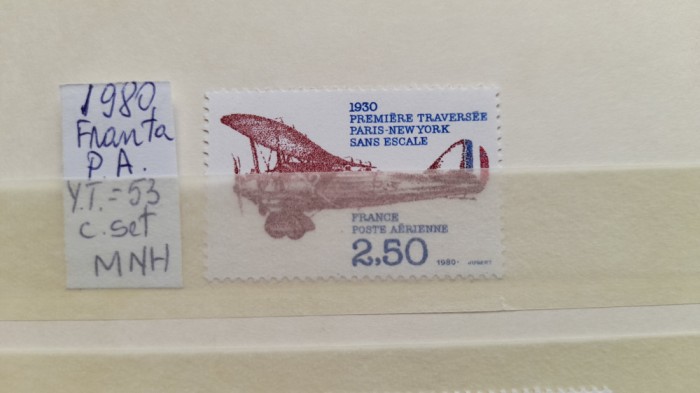 1980
Franta
P.A.
Y.T.=53
c. set
MNH
1930
PREMIÈRE TRAVERSÉE
PARIS-NEW YORK
SANS ESCALE
FRANCE
POSTE AÉRIENNE
2,50
1980